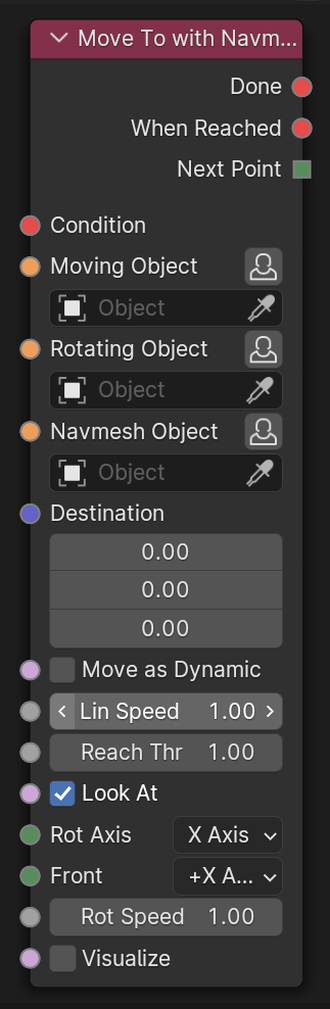 Move To with Navm...
Done
When Reached
Next Point
Condition
Moving Object
Object
Rotating Object
Object
Navmesh Object
Object
Destination
0.00
0.00
0.00
Move as Dynamic
Lin Speed 1.00
Reach Thr 1.00
Look At
Rot Axis X Axis
Front +X A...
Rot Speed 1.00
Visualize